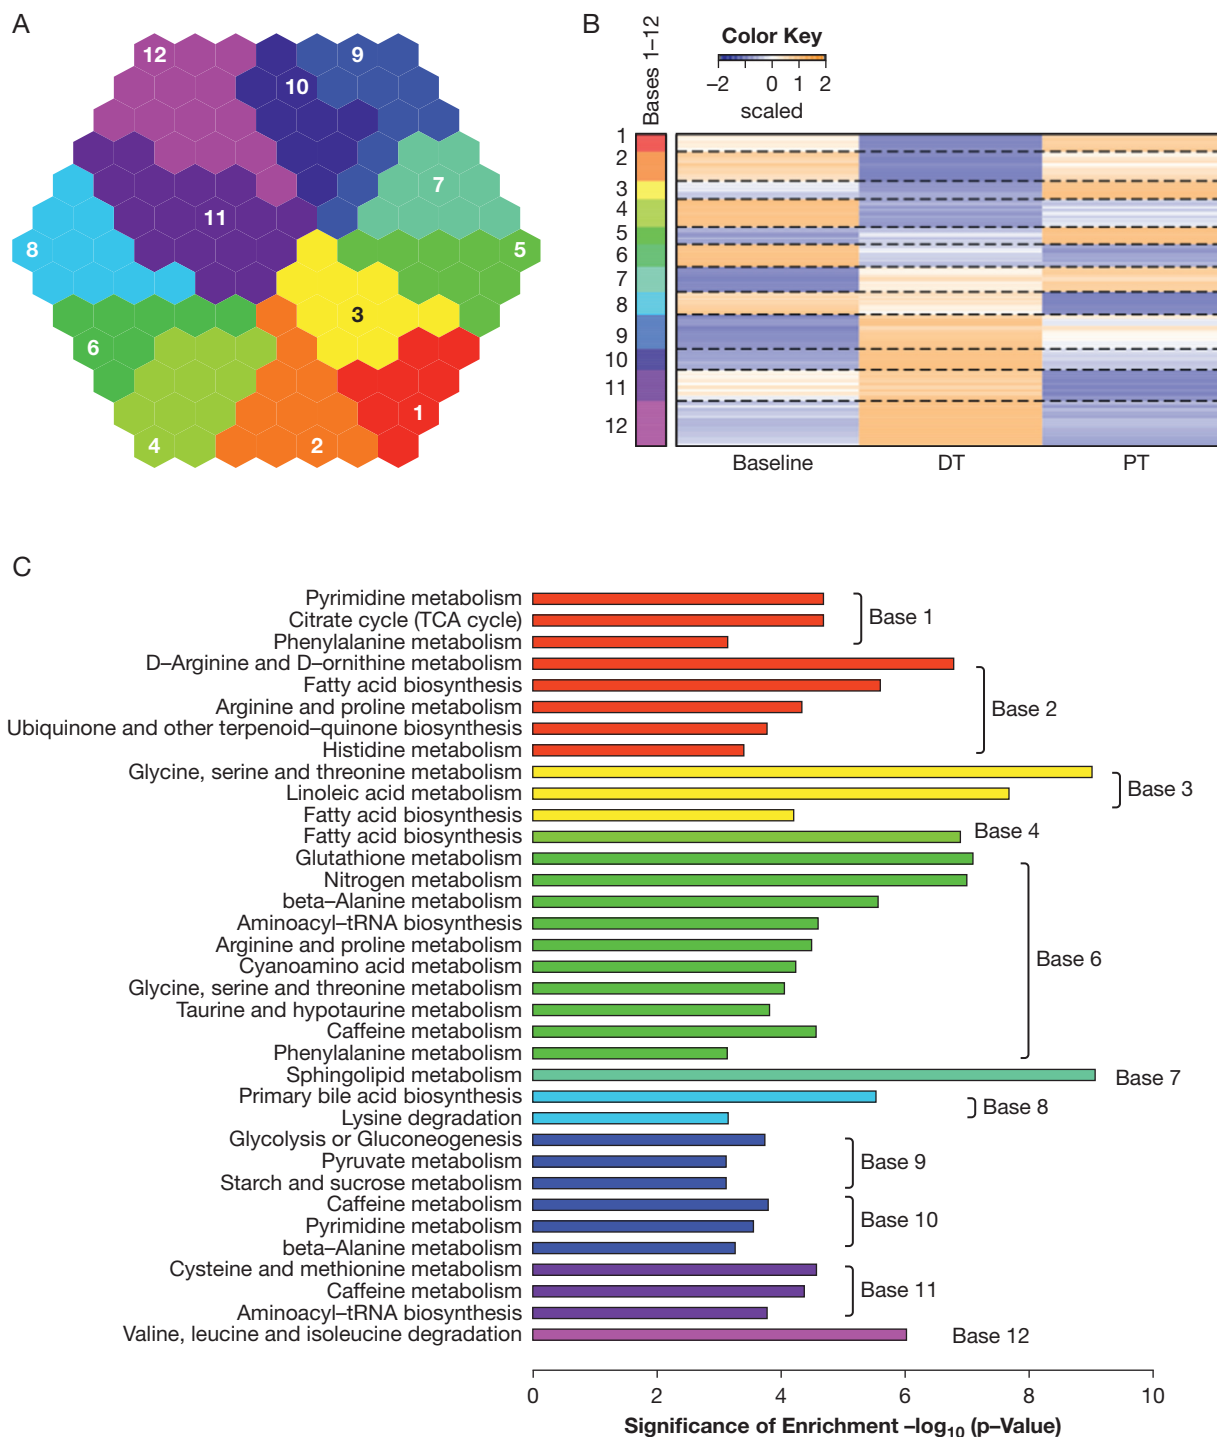 A
12
9
10
7
11
8
5
3
6
1
4
2
B
Bases 1–12
Color Key
–2 0 1 2
scaled
1
2
3
4
5
6
7
8
9
10
11
12
Baseline DT PT
C
Pyrimidine metabolism
Citrate cycle (TCA cycle)
Base 1
Phenylalanine metabolism
D–Arginine and D–ornithine metabolism
Fatty acid biosynthesis
Arginine and proline metabolism
Base 2
Ubiquinone and other terpenoid–quinone biosynthesis
Histidine metabolism
Glycine, serine and threonine metabolism
Linoleic acid metabolism
Base 3
Fatty acid biosynthesis
Fatty acid biosynthesis
Base 4
Glutathione metabolism
Nitrogen metabolism
beta–Alanine metabolism
Aminoacyl–tRNA biosynthesis
Arginine and proline metabolism
Base 6
Cyanoamino acid metabolism
Glycine, serine and threonine metabolism
Taurine and hypotaurine metabolism
Caffeine metabolism
Phenylalanine metabolism
Sphingolipid metabolism
Base 7
Primary bile acid biosynthesis
Base 8
Lysine degradation
Glycolysis or Gluconeogenesis
Pyruvate metabolism
Base 9
Starch and sucrose metabolism
Caffeine metabolism
Pyrimidine metabolism
Base 10
beta–Alanine metabolism
Cysteine and methionine metabolism
Caffeine metabolism
Base 11
Aminoacyl–tRNA biosynthesis
Valine, leucine and isoleucine degradation
Base 12
0 2 4 6 8 10
Significance of Enrichment –log10 (p–Value)